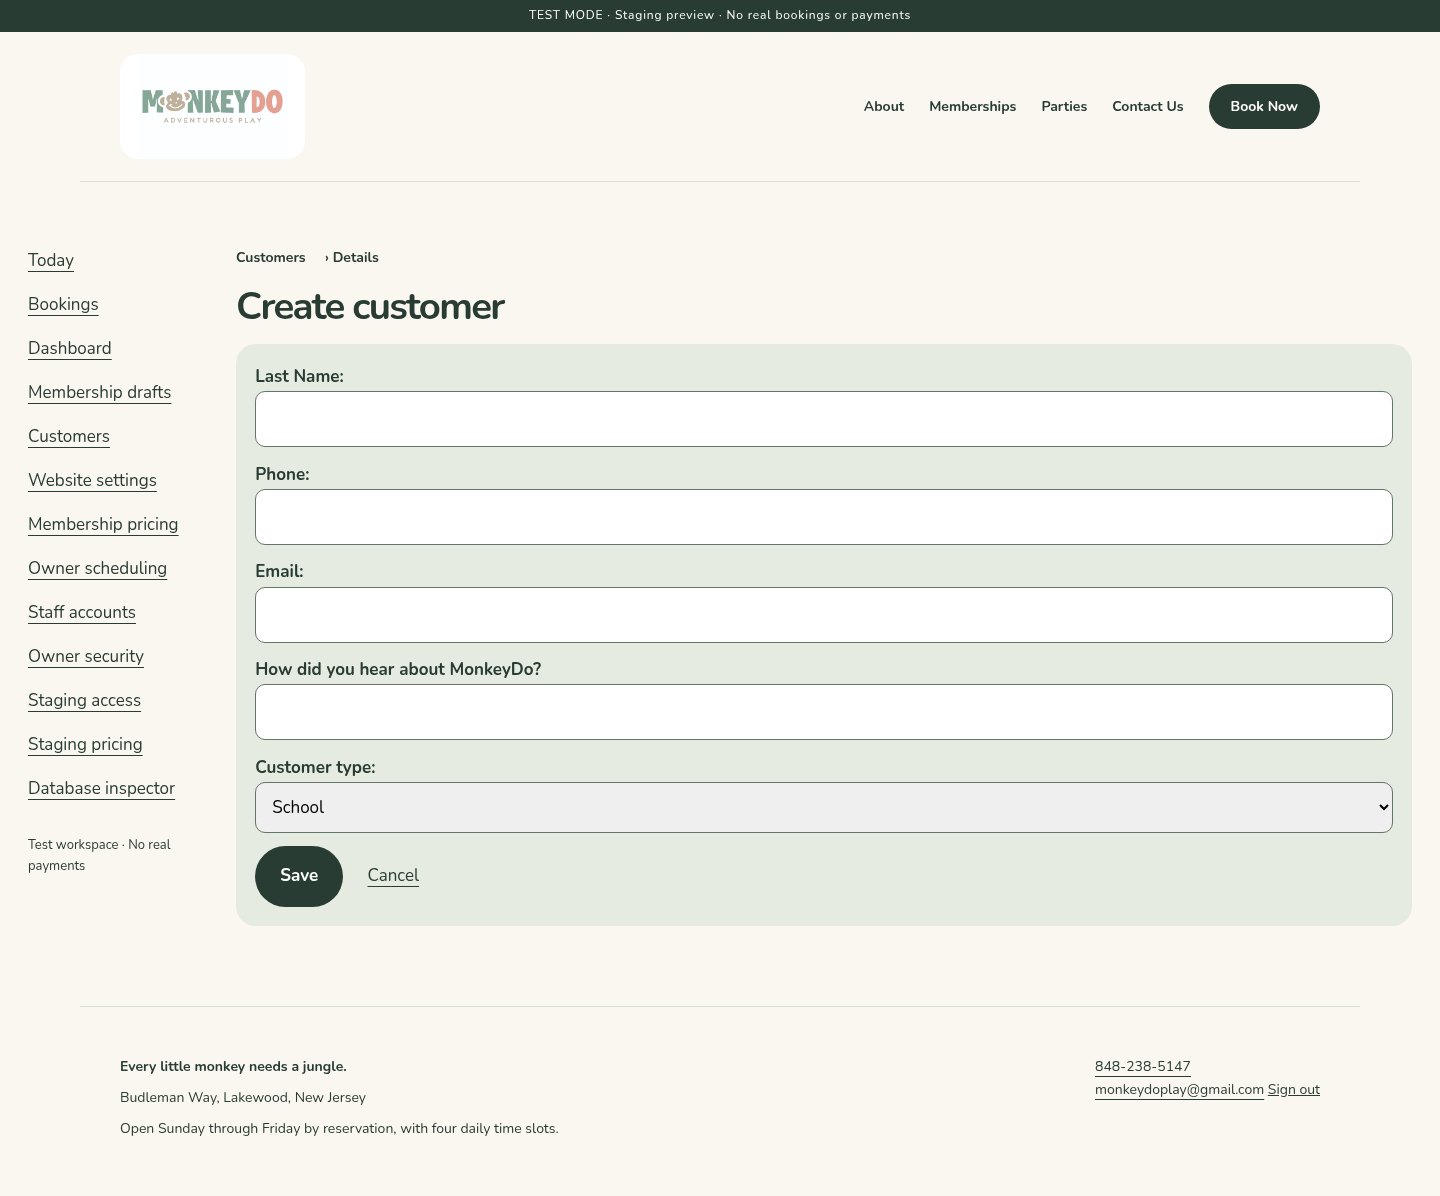 TEST MODE · Staging preview · No real bookings or payments
MONKEYDO
ADVENTUROUS PLAY
About Memberships Parties Contact Us Book Now
Today
Bookings
Dashboard
Membership drafts
Customers
Website settings
Membership pricing
Owner scheduling
Staff accounts
Owner security
Staging access
Staging pricing
Database inspector
Test workspace · No real
payments
Customers › Details
Create customer
Last Name:
Phone:
Email:
How did you hear about MonkeyDo?
Customer type:
School
Save Cancel
Every little monkey needs a jungle.
Budleman Way, Lakewood, New Jersey
Open Sunday through Friday by reservation, with four daily time slots.
848-238-5147
monkeydoplay@gmail.com Sign out